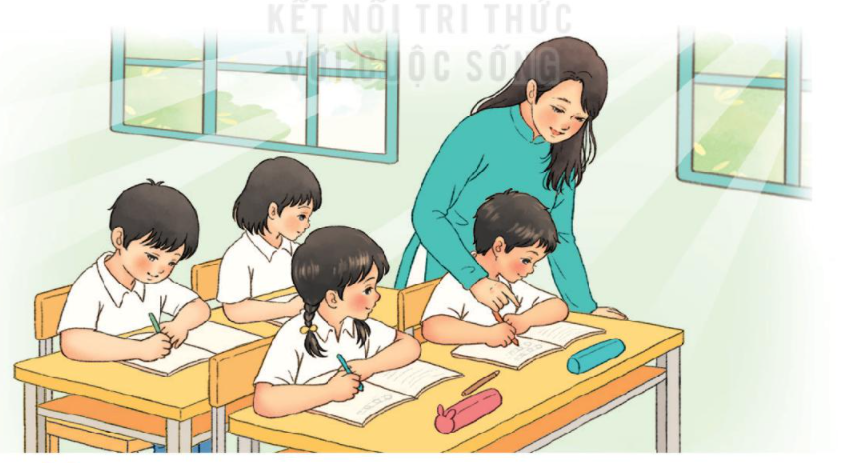 KẾT NỐI TRI THỨC
VỚI CUỘC SỐNG